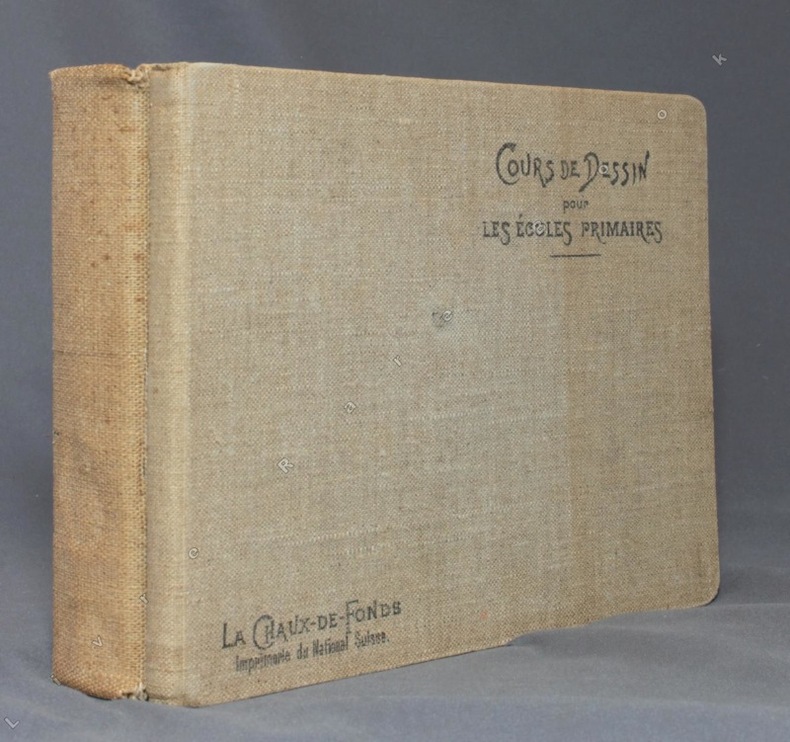 COURS DE DESSIN
pour
LES ÉCOLES PRIMAIRES
LA CHAUX-DE-FONDS
Imprimerie du National Suisse.